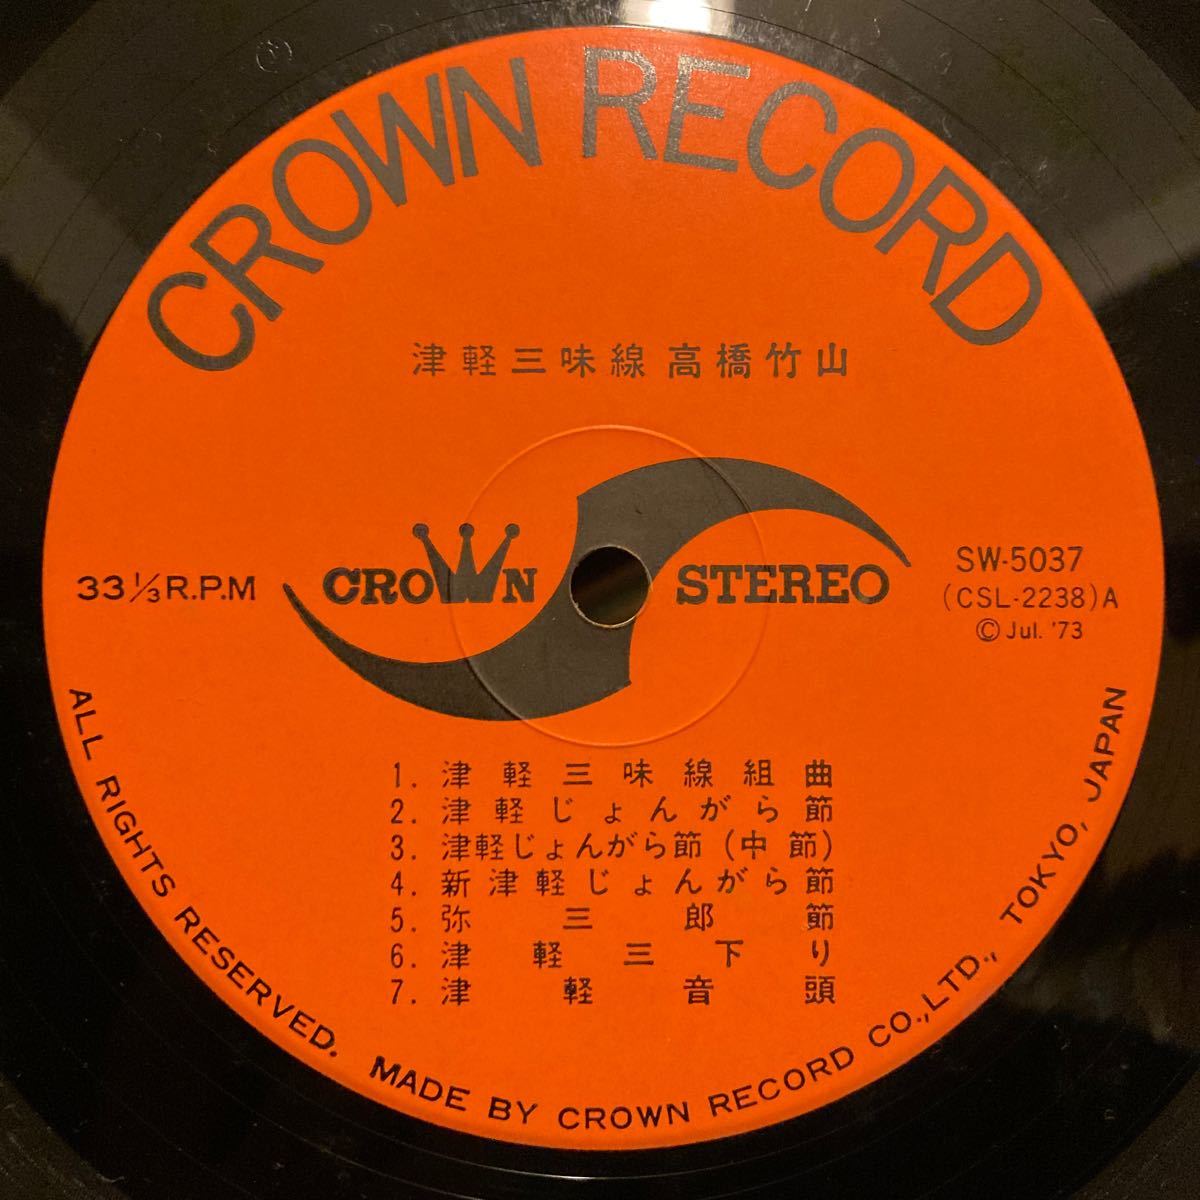 CROWN RECORD
津軽三味線 高橋竹山
CROWN STEREO
33 1/3 R.P.M
SW-5037
(CSL-2238)A
© Jul. '73
1. 津軽三味線組曲
2. 津軽じょんがら節
3. 津軽じょんがら節(中節)
4. 新津軽じょんがら節
5. 弥三郎節
6. 津軽三下り
7. 津軽音頭
ALL RIGHTS RESERVED. MADE BY CROWN RECORD CO.,LTD., TOKYO, JAPAN